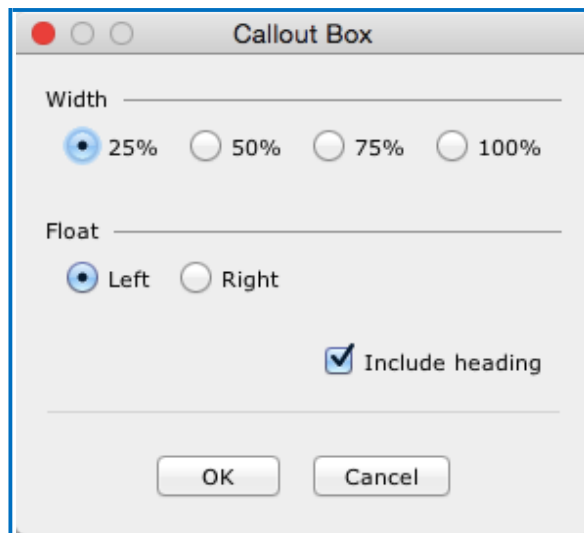 Callout Box
Width
25% 50% 75% 100%
Float
Left Right
Include heading
OK Cancel